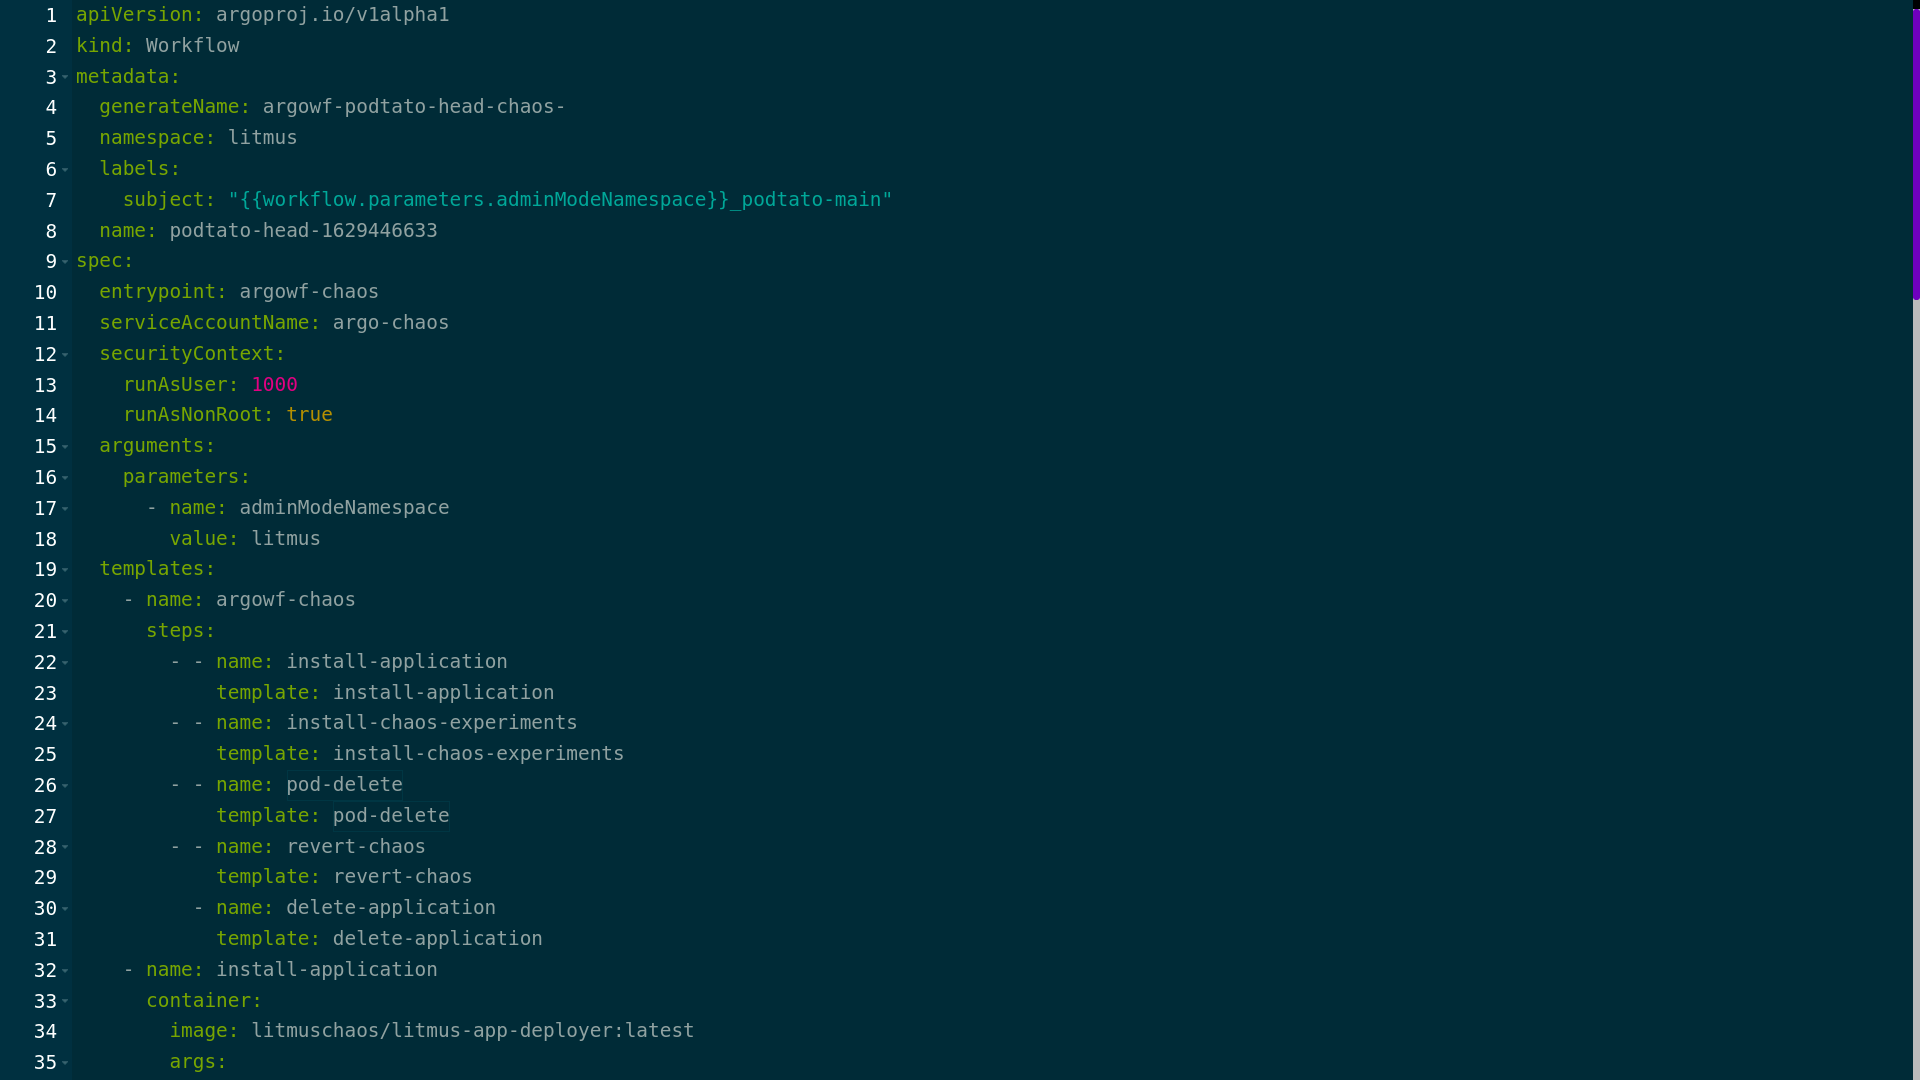 1 apiVersion: argoproj.io/v1alpha1
2 kind: Workflow
3 metadata:
4   generateName: argowf-podtato-head-chaos-
5   namespace: litmus
6   labels:
7     subject: "{{workflow.parameters.adminModeNamespace}}_podtato-main"
8   name: podtato-head-1629446633
9 spec:
10   entrypoint: argowf-chaos
11   serviceAccountName: argo-chaos
12   securityContext:
13     runAsUser: 1000
14     runAsNonRoot: true
15   arguments:
16     parameters:
17       - name: adminModeNamespace
18         value: litmus
19   templates:
20     - name: argowf-chaos
21       steps:
22         - - name: install-application
23             template: install-application
24         - - name: install-chaos-experiments
25             template: install-chaos-experiments
26         - - name: pod-delete
27             template: pod-delete
28         - - name: revert-chaos
29             template: revert-chaos
30           - name: delete-application
31             template: delete-application
32     - name: install-application
33       container:
34         image: litmuschaos/litmus-app-deployer:latest
35         args: